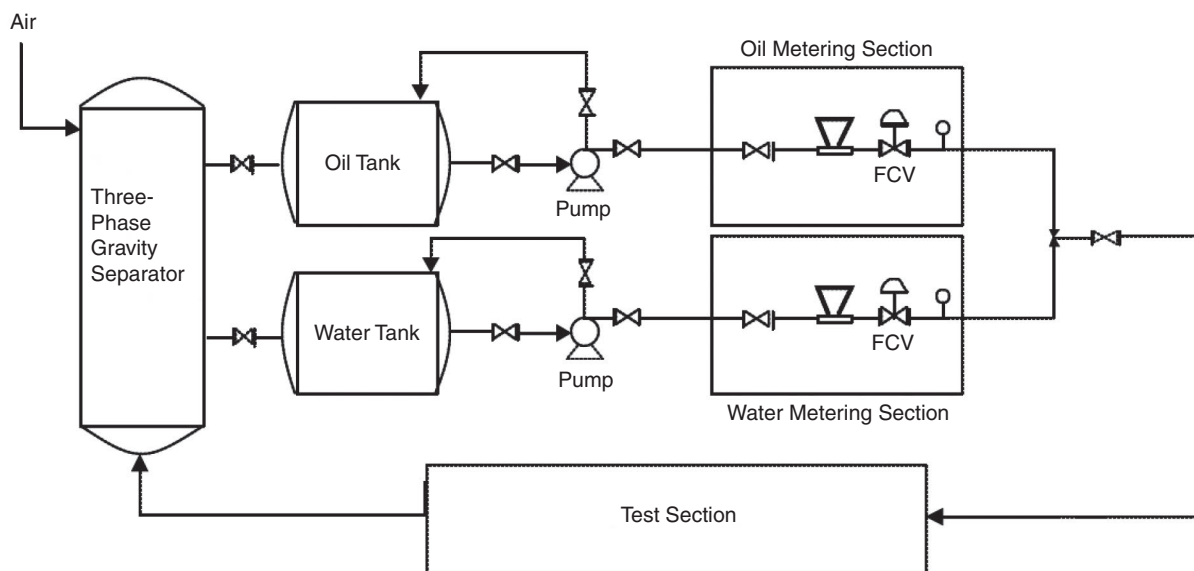 Air
Oil Metering Section
Three-
Phase
Gravity
Separator
Oil Tank
Pump
FCV
Water Tank
Pump
FCV
Water Metering Section
Test Section